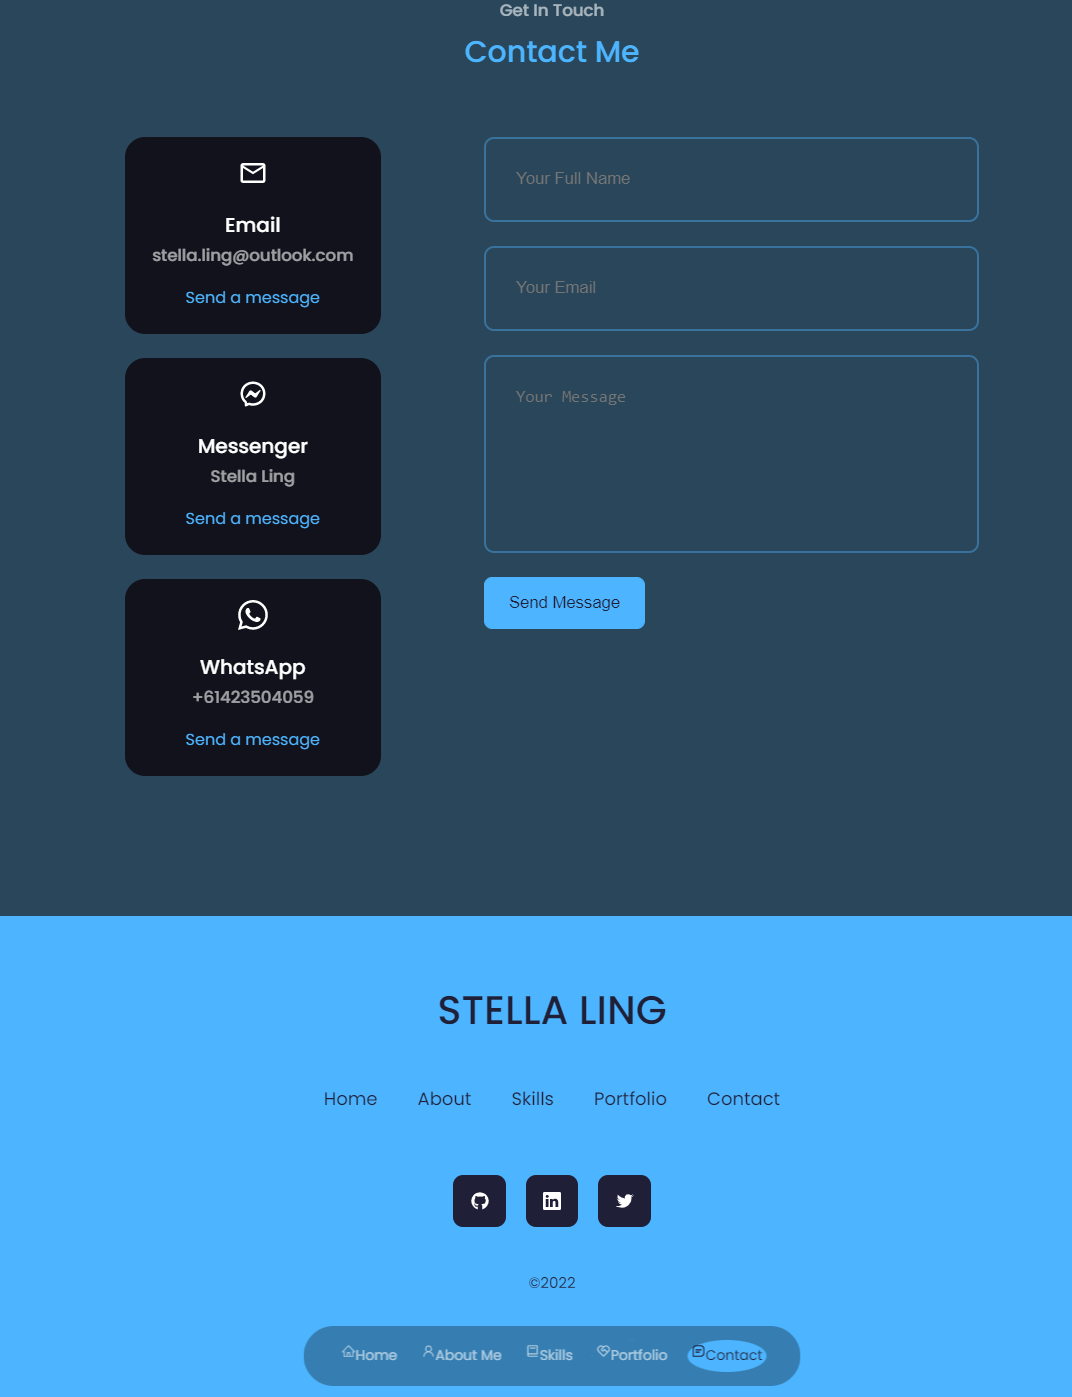 Get In Touch
Contact Me
Email
stella.ling@outlook.com
Send a message
Messenger
Stella Ling
Send a message
WhatsApp
+61423504059
Send a message
Your Full Name
Your Email
Your Message
Send Message
STELLA LING
Home About Skills Portfolio Contact
©2022
Home About Me Skills Portfolio Contact